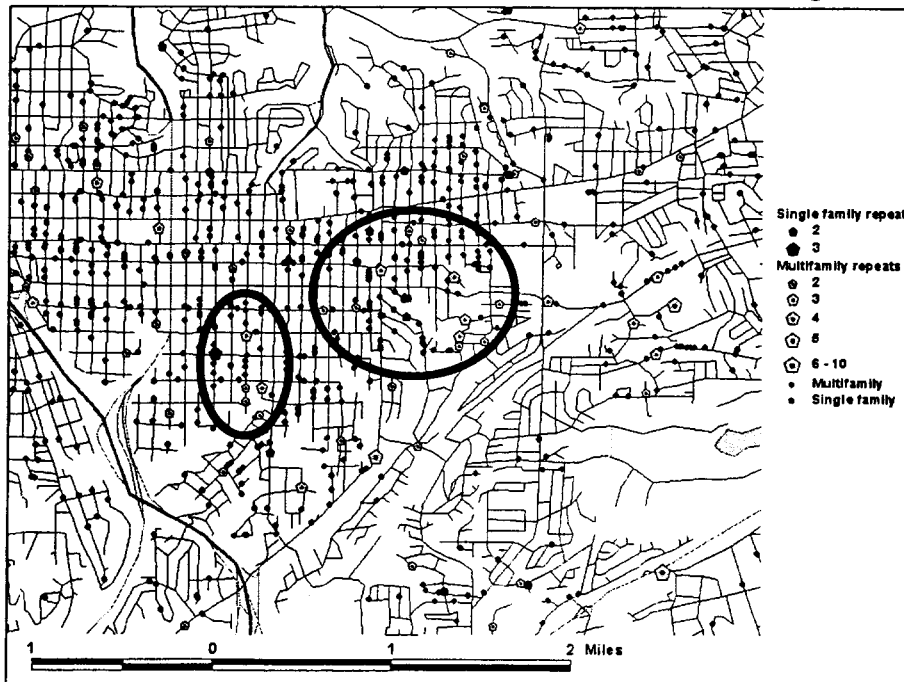 Single family repeat
2
3
Multifamily repeats
2
3
4
5
6 - 10
Multifamily
Single family
1 0 1 2 Miles